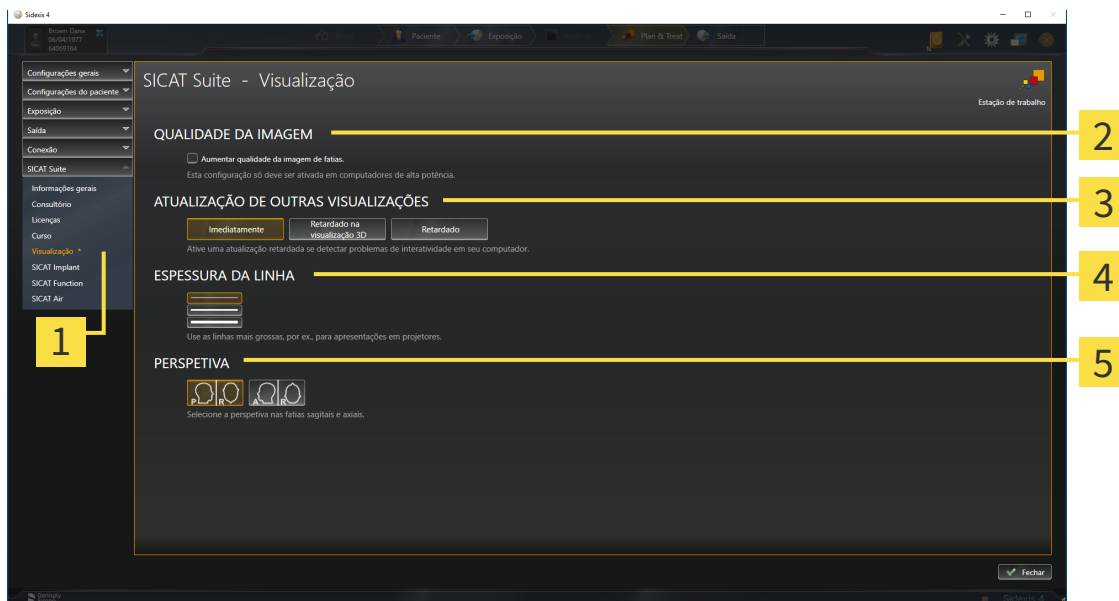 Sidexis 4
Brown Dana
06/04/1977
64069164
Paciente
Exposição
Plan & Treat
Saída
Configurações gerais
Configurações do paciente
Exposição
Saída
Conexão
SICAT Suite
Informações gerais
Consultório
Licenças
Curso
Visualização *
SICAT Implant
SICAT Function
SICAT Air
1
SICAT Suite - Visualização
Estação de trabalho
QUALIDADE DA IMAGEM
2
Aumentar qualidade da imagem de fatias.
Esta configuração só deve ser ativada em computadores de alta potência.
ATUALIZAÇÃO DE OUTRAS VISUALIZAÇÕES
3
Imediatamente
Retardado na
visualização 3D
Retardado
Ative uma atualização retardada se detectar problemas de interatividade em seu computador.
ESPESSURA DA LINHA
4
Use as linhas mais grossas, por ex., para apresentações em projetores.
PERSPETIVA
5
P R A R
Selecione a perspetiva nas fatias sagitais e axiais.
Fechar
Dentsply
Sidexis 4